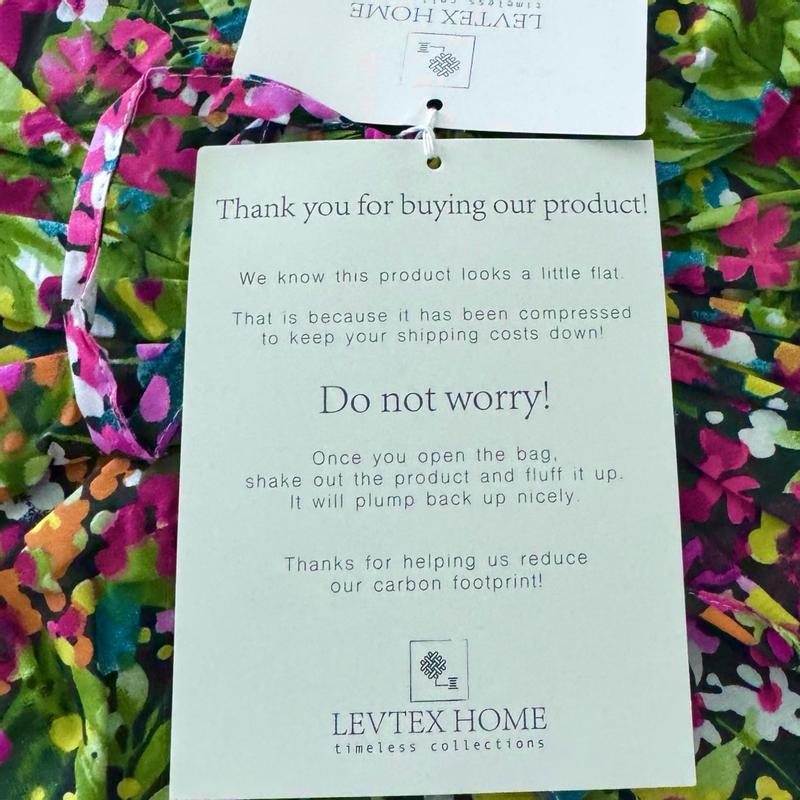 timeless coll
LEVTEX HOME
Thank you for buying our product!
We know this product looks a little flat.
That is because it has been compressed
to keep your shipping costs down!
Do not worry!
Once you open the bag,
shake out the product and fluff it up.
It will plump back up nicely.
Thanks for helping us reduce
our carbon footprint!
LEVTEX HOME
timeless collections